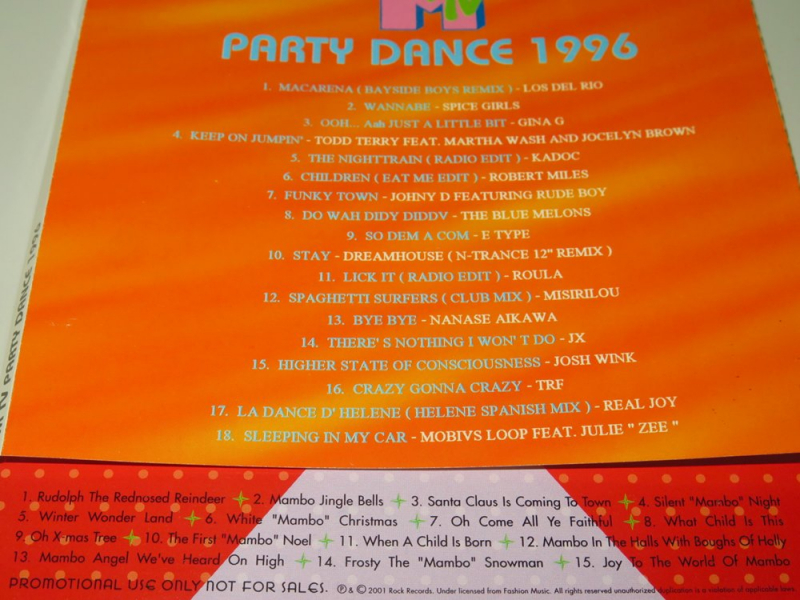 MTV
PARTY DANCE 1996
1. MACARENA ( BAYSIDE BOYS REMIX ) - LOS DEL RIO
2. WANNABE - SPICE GIRLS
3. OOH... Aah JUST A LITTLE BIT - GINA G
4. KEEP ON JUMPIN' - TODD TERRY FEAT. MARTHA WASH AND JOCELYN BROWN
5. THE NIGHTTRAIN ( RADIO EDIT ) - KADOC
6. CHILDREN ( EAT ME EDIT ) - ROBERT MILES
7. FUNKY TOWN - JOHNY D FEATURING RUDE BOY
8. DO WAH DIDY DIDDV - THE BLUE MELONS
9. SO DEM A COM - E TYPE
10. STAY - DREAMHOUSE ( N-TRANCE 12" REMIX )
11. LICK IT ( RADIO EDIT ) - ROULA
12. SPAGHETTI SURFERS ( CLUB MIX ) - MISIRILOU
13. BYE BYE - NANASE AIKAWA
14. THERE'S NOTHING I WON' T DO - JX
15. HIGHER STATE OF CONSCIOUSNESS - JOSH WINK
16. CRAZY GONNA CRAZY - TRF
17. LA DANCE D' HELENE ( HELENE SPANISH MIX ) - REAL JOY
18. SLEEPING IN MY CAR - MOBIVS LOOP FEAT. JULIE " ZEE "
TV PARTY DANCE 1996
1. Rudolph The Rednosed Reindeer 2. Mambo Jingle Bells 3. Santa Claus Is Coming To Town 4. Silent "Mambo" Night
5. Winter Wonder Land 6. White "Mambo" Christmas 7. Oh Come All Ye Faithful 8. What Child Is This
9. Oh X-mas Tree 10. The First "Mambo" Noel 11. When A Child Is Born 12. Mambo In The Halls With Boughs Of Holly
13. Mambo Angel We've Heard On High 14. Frosty The "Mambo" Snowman 15. Joy To The World Of Mambo
PROMOTIONAL USE ONLY NOT FOR SALES. ℗ & © 2001 Rock Records. Under licensed from Fashion Music. All rights reserved unauthorized duplication is a violation of applicable laws.